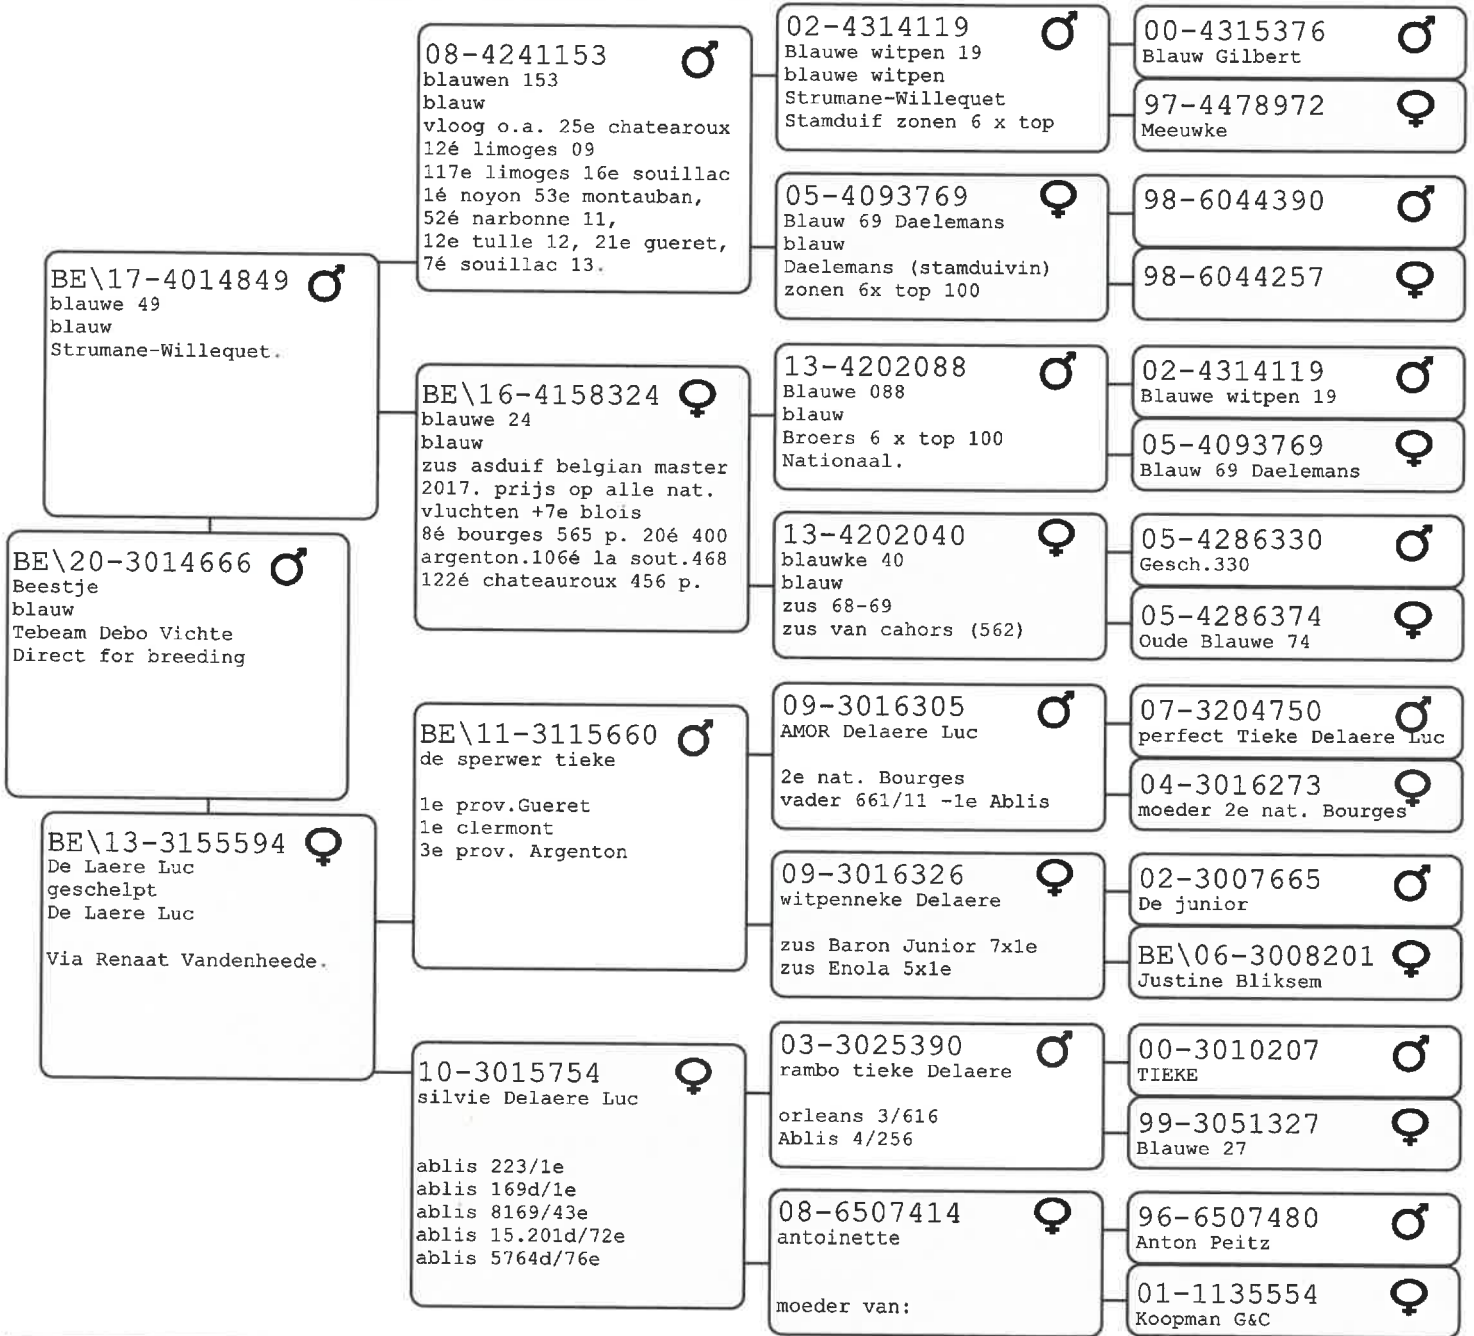 BE\20-3014666
Beestje
blauw
Tebeam Debo Vichte
Direct for breeding
BE\17-4014849
blauwe 49
blauw
Strumane-Willequet.
BE\13-3155594
De Laere Luc
geschelpt
De Laere Luc
Via Renaat Vandenheede.
08-4241153
blauwen 153
blauw
vloog o.a. 25e chatearoux
12é limoges 09
117e limoges 16e souillac
1é noyon 53e montauban,
52é narbonne 11,
12e tulle 12, 21e gueret,
7é souillac 13.
BE\16-4158324
blauwe 24
blauw
zus asduif belgian master
2017. prijs op alle nat.
vluchten +7e blois
8é bourges 565 p. 20é 400
argenton.106é la sout.468
122é chateauroux 456 p.
BE\11-3115660
de sperwer tieke
1e prov.Gueret
1e clermont
3e prov. Argenton
10-3015754
silvie Delaere Luc
ablis 223/1e
ablis 169d/1e
ablis 8169/43e
ablis 15.201d/72e
ablis 5764d/76e
02-4314119
Blauwe witpen 19
blauwe witpen
Strumane-Willequet
Stamduif zonen 6 x top
05-4093769
Blauw 69 Daelemans
blauw
Daelemans (stamduivin)
zonen 6x top 100
13-4202088
Blauwe 088
blauw
Broers 6 x top 100
Nationaal.
13-4202040
blauwke 40
blauw
zus 68-69
zus van cahors (562)
09-3016305
AMOR Delaere Luc
2e nat. Bourges
vader 661/11 -1e Ablis
09-3016326
witpenneke Delaere
zus Baron Junior 7x1e
zus Enola 5x1e
03-3025390
rambo tieke Delaere
orleans 3/616
Ablis 4/256
08-6507414
antoinette
moeder van:
00-4315376
Blauw Gilbert
97-4478972
Meeuwke
98-6044390
98-6044257
02-4314119
Blauwe witpen 19
05-4093769
Blauw 69 Daelemans
05-4286330
Gesch.330
05-4286374
Oude Blauwe 74
07-3204750
perfect Tieke Delaere Luc
04-3016273
moeder 2e nat. Bourges
02-3007665
De junior
BE\06-3008201
Justine Bliksem
00-3010207
TIEKE
99-3051327
Blauwe 27
96-6507480
Anton Peitz
01-1135554
Koopman G&C